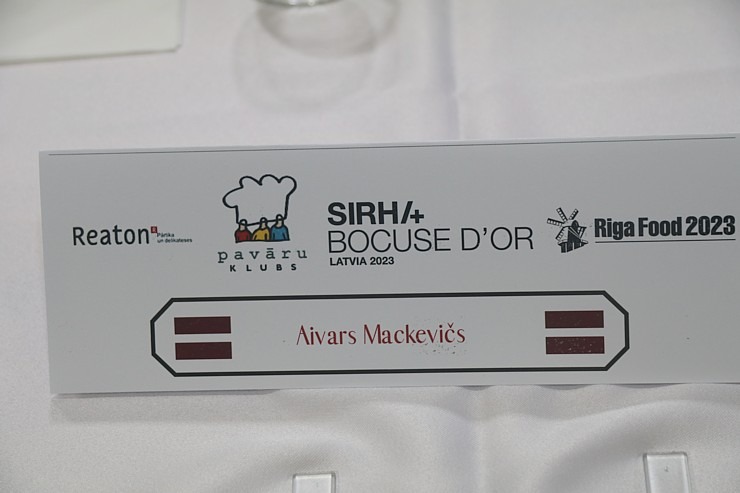 Reaton
Pārtika
un delikateses
pavāru
KLUBS
SIRHA+
BOCUSE D'OR
LATVIA 2023
Riga Food 2023
Aivars Mackevičs